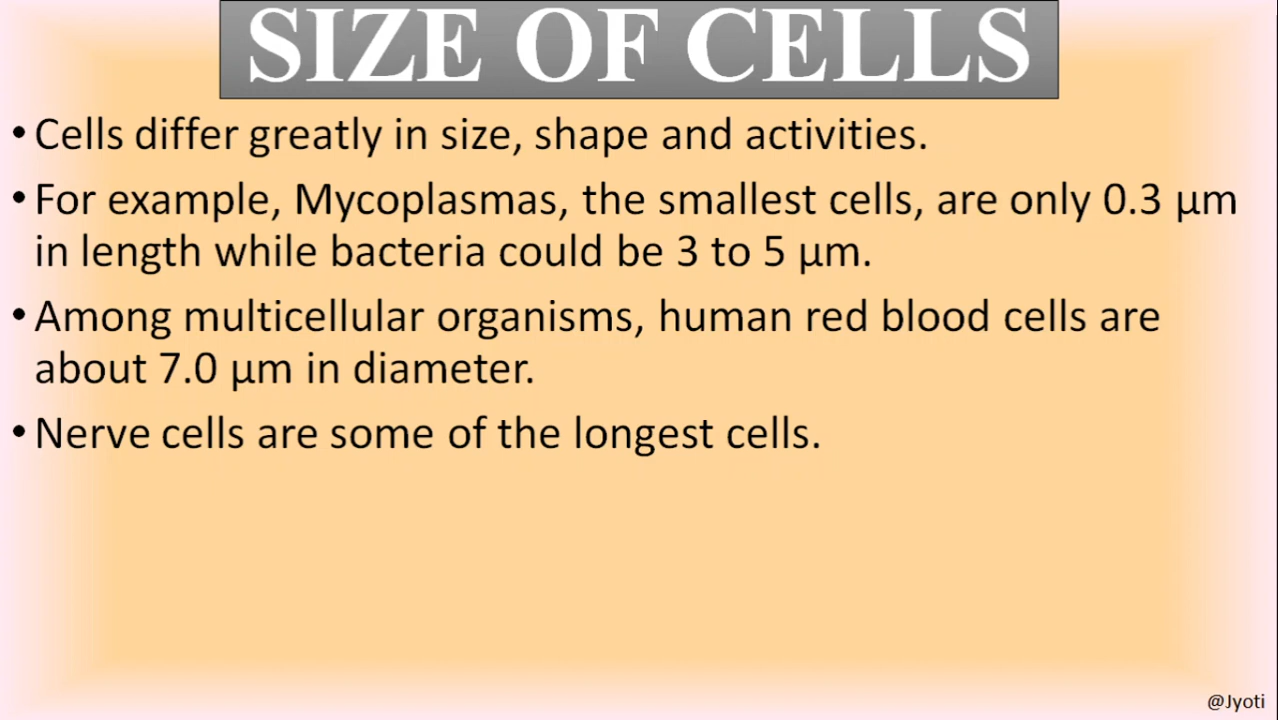 SIZE OF CELLS
• Cells differ greatly in size, shape and activities.
• For example, Mycoplasmas, the smallest cells, are only 0.3 μm
in length while bacteria could be 3 to 5 μm.
• Among multicellular organisms, human red blood cells are
about 7.0 μm in diameter.
• Nerve cells are some of the longest cells.
@Jyoti